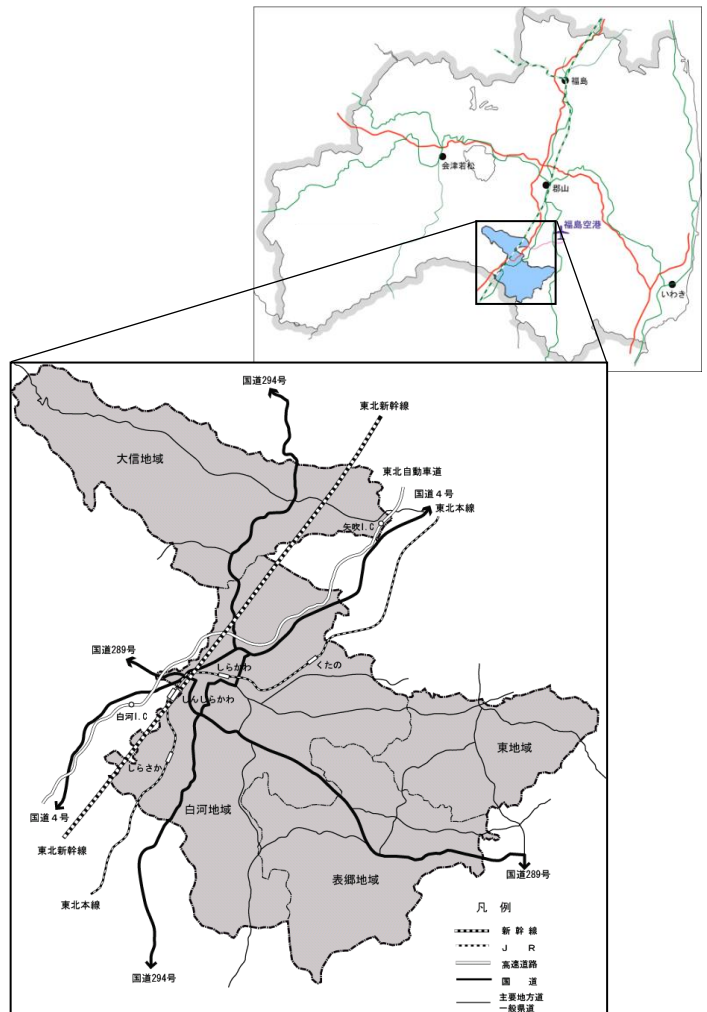 福島
会津若松
郡山
福島空港
いわき
国道294号
東北新幹線
大信地域
東北自動車道
国道４号
東北本線
矢吹I.C
国道289号
しらかわ
くたの
しんしらかわ
白河I.C
東地域
しらさか
白河地域
国道４号
東北新幹線
表郷地域
国道289号
東北本線
国道294号
凡 例
新 幹 線
Ｊ Ｒ
高速道路
国 道
主要地方道
一般県道